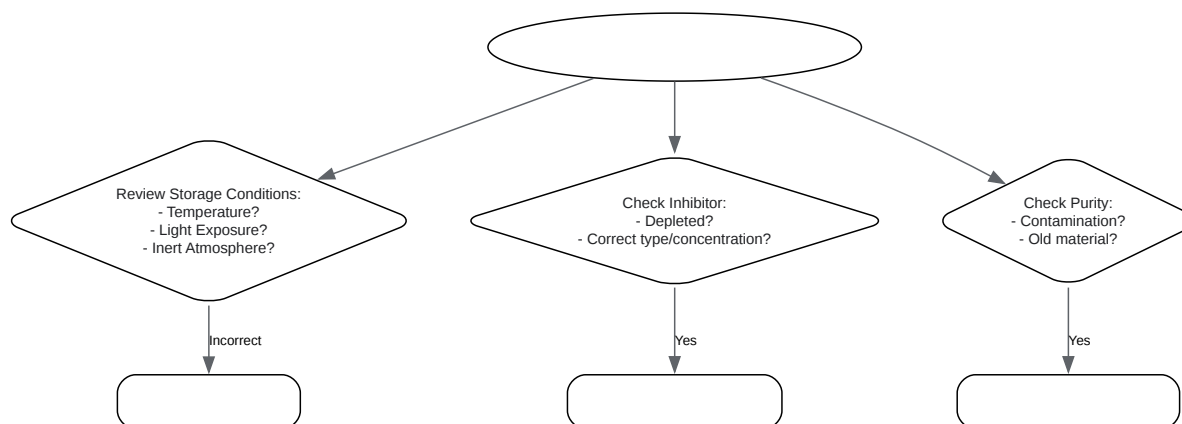 Review Storage Conditions:
- Temperature?
- Light Exposure?
- Inert Atmosphere?
Check Inhibitor:
- Depleted?
- Correct type/concentration?
Check Purity:
- Contamination?
- Old material?
Incorrect
Yes
Yes